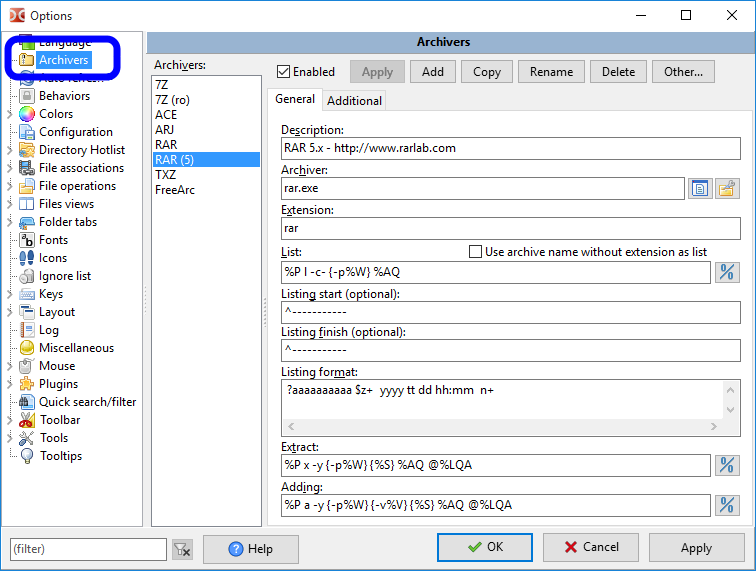 Options
Language
Archivers
Auto refresh
Behaviors
Colors
Configuration
Directory Hotlist
File associations
File operations
Files views
Folder tabs
Fonts
Icons
Ignore list
Keys
Layout
Log
Miscellaneous
Mouse
Plugins
Quick search/filter
Toolbar
Tools
Tooltips
(filter)
Help
Archivers
Archivers:
7Z
7Z (ro)
ACE
ARJ
RAR
RAR (5)
TXZ
FreeArc
Enabled Apply Add Copy Rename Delete Other...
General Additional
Description:
RAR 5.x - http://www.rarlab.com
Archiver:
rar.exe
Extension:
rar
List: Use archive name without extension as list
%P l -c- {-p%W} %AQ
Listing start (optional):
^-----------
Listing finish (optional):
^-----------
Listing format:
?aaaaaaaaaa $z+  yyyy tt dd hh:mm  n+
Extract:
%P x -y {-p%W} {%S} %AQ @%LQA
Adding:
%P a -y {-p%W} {-v%V} {%S} %AQ @%LQA
OK Cancel Apply